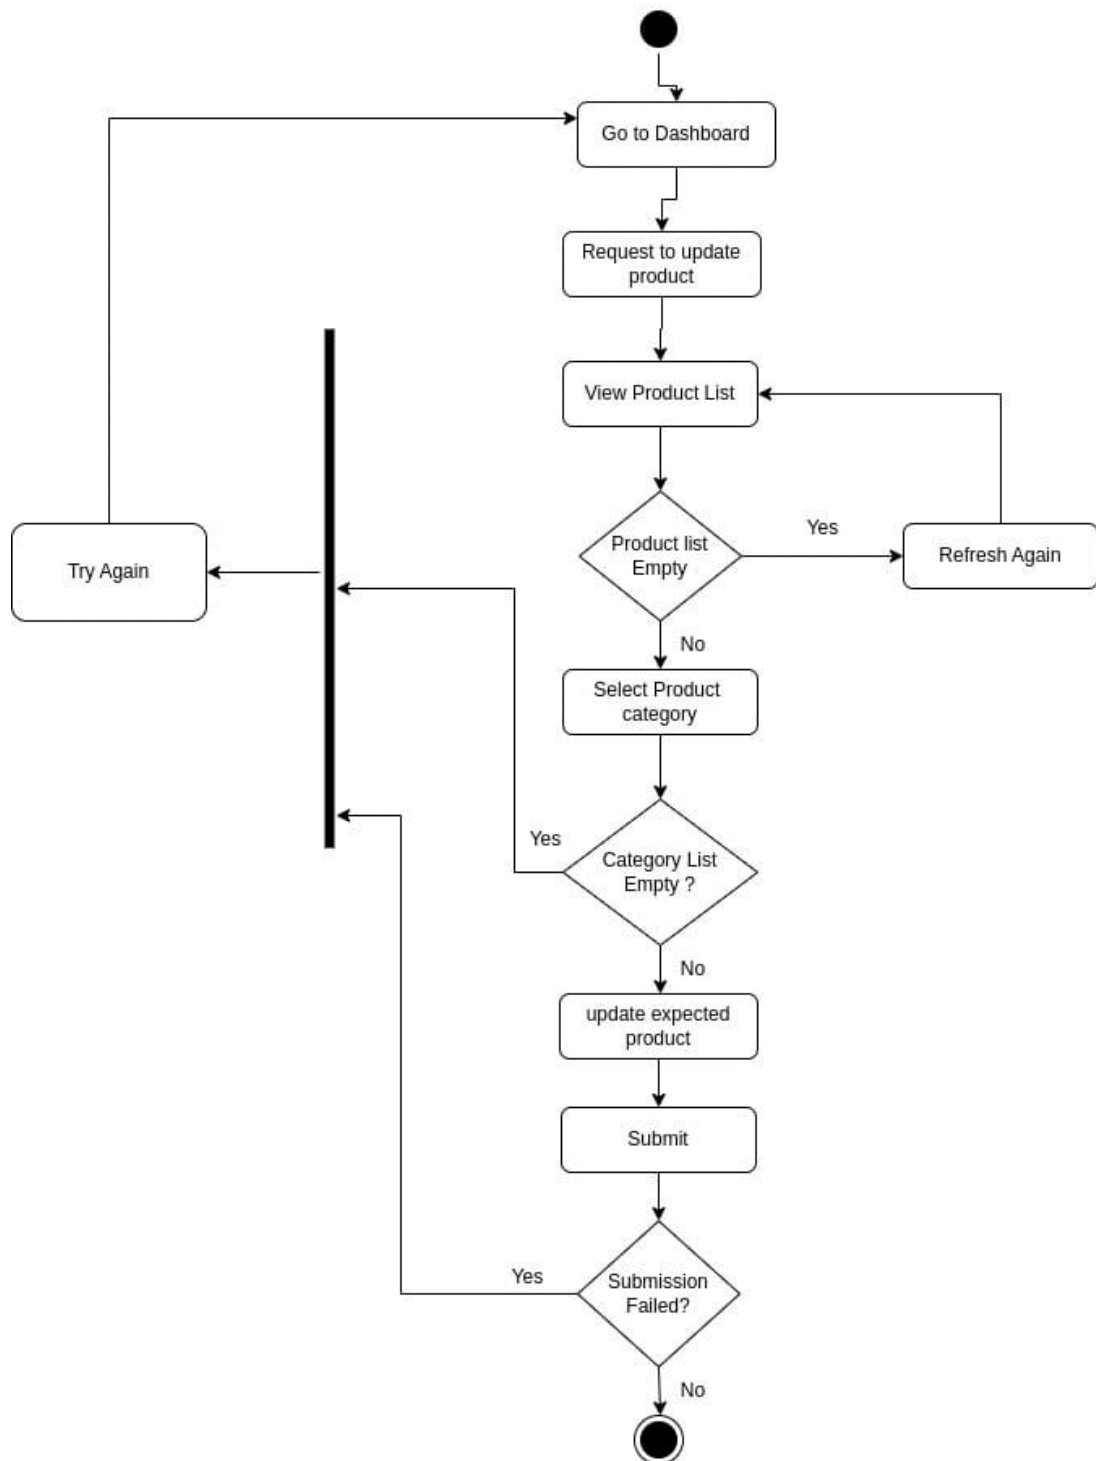 Go to Dashboard
Request to update
product
View Product List
Product list
Empty
Yes
Refresh Again
Try Again
No
Select Product
category
Yes
Category List
Empty ?
No
update expected
product
Submit
Yes
Submission
Failed?
No